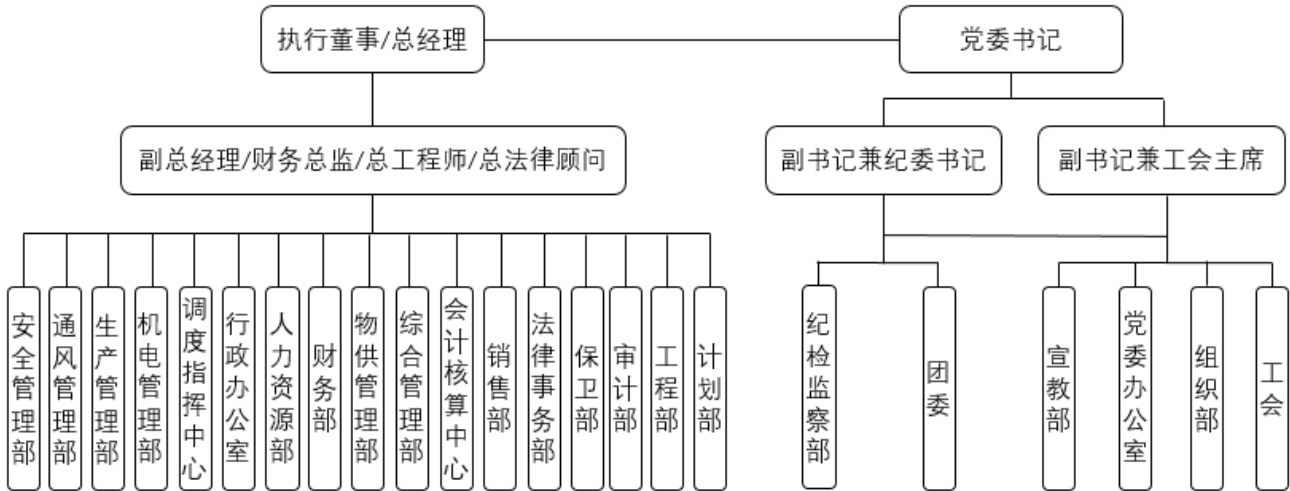 执行董事/总经理
党委书记
副总经理/财务总监/总工程师/总法律顾问
副书记兼纪委书记
副书记兼工会主席
安全管理部
通风管理部
生产管理部
机电管理部
调度指挥中心
行政办公室
人力资源部
财务部
物供管理部
综合管理部
会计核算中心
销售部
法律事务部
保卫部
审计部
工程部
计划部
纪检监察部
团委
宣教部
党委办公室
组织部
工会